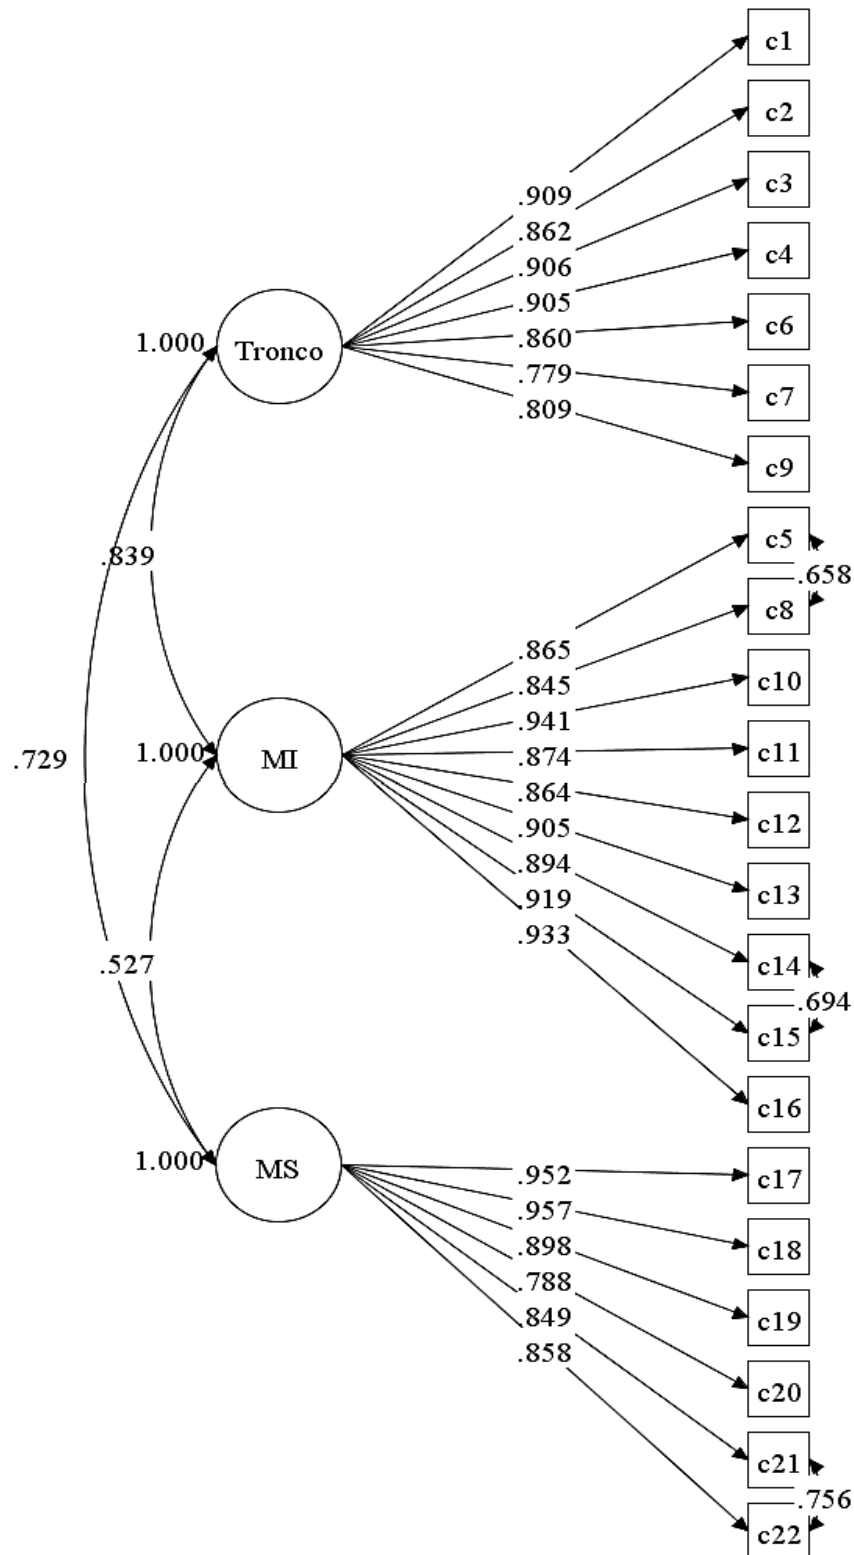 c1
c2
c3
.909
c4
.862
.906
.905
c6
1.000
Tronco
.860
.779
c7
.809
c9
c5
.839
.658
c8
.865
c10
.845
.941
c11
1.000
MI
.874
.729
.864
c12
.905
.894
c13
.919
.933
c14
.527
.694
c15
c16
1.000
MS
.952
c17
.957
c18
.898
.788
c19
.849
.858
c20
c21
.756
c22